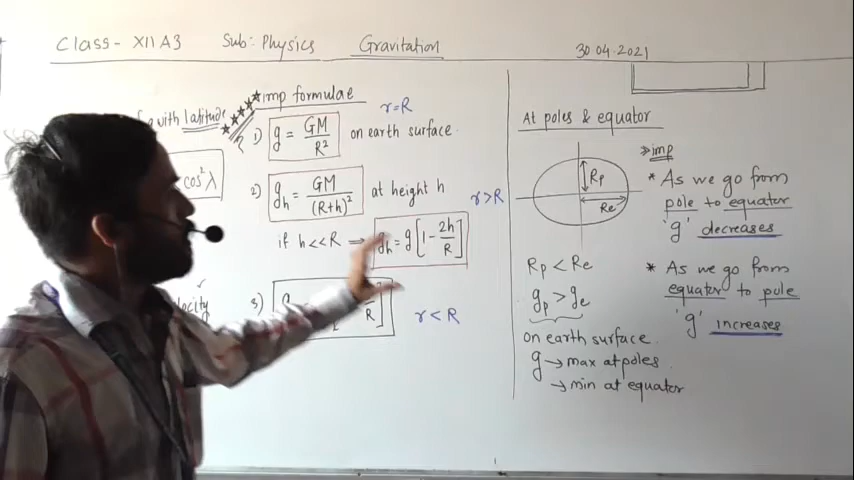 Class- XII A3 Sub: Physics Gravitation 30.04.2021
with latitude
cos²λ
locity
★★★★ imp formulae
1) g = GM/R² on earth surface. r=R
2) g_h = GM/(R+h)² at height h
r>R
if h<<R ⇒ g_h = g[1-2h/R]
3) R]
r<R
At poles & equator
Rp
Re
Rp < Re
gp > ge
on earth surface.
g → max at poles.
→ min at equator
imp
* As we go from
pole to equator
'g' decreases
* As we go from
equator to pole
'g' increases